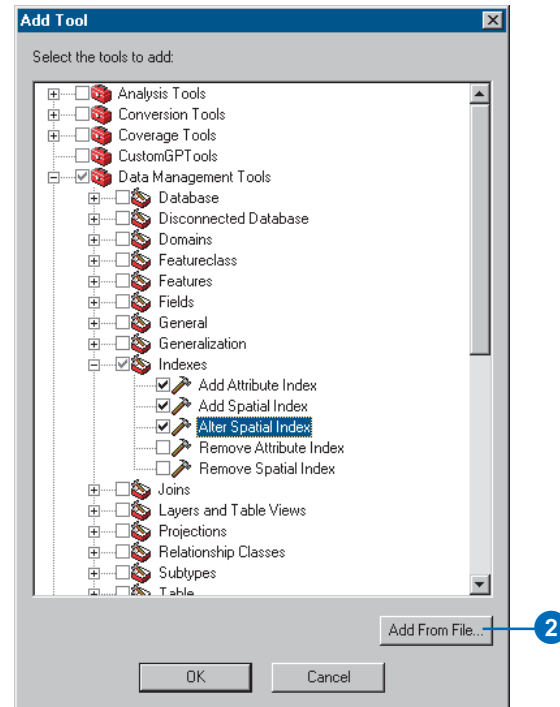 Add Tool
Select the tools to add:
Analysis Tools
Conversion Tools
Coverage Tools
CustomGPTools
Data Management Tools
Database
Disconnected Database
Domains
Featureclass
Features
Fields
General
Generalization
Indexes
Add Attribute Index
Add Spatial Index
Alter Spatial Index
Remove Attribute Index
Remove Spatial Index
Joins
Layers and Table Views
Projections
Relationship Classes
Subtypes
Table
Add From File...
2
OK
Cancel